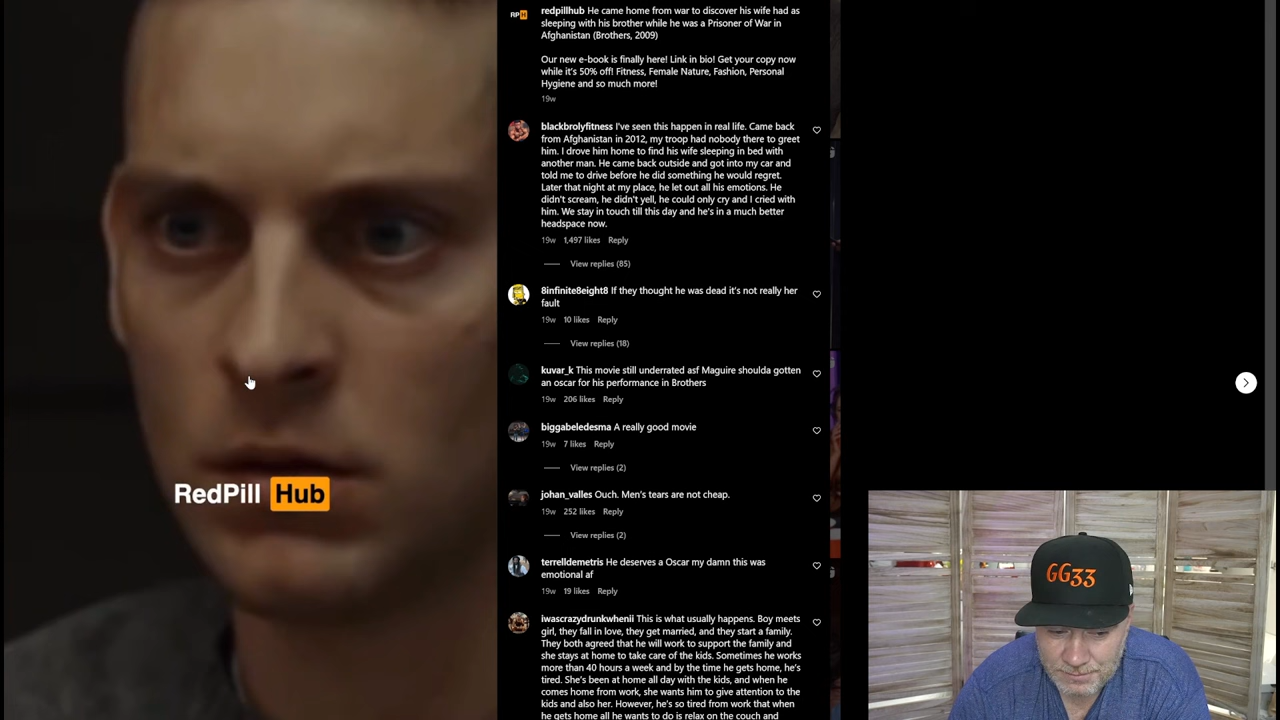 RPH
redpillhub He came home from war to discover his wife had as
sleeping with his brother while he was a Prisoner of War in
Afghanistan (Brothers, 2009)
Our new e-book is finally here! Link in bio! Get your copy now
while it's 50% off! Fitness, Female Nature, Fashion, Personal
Hygiene and so much more!
19w
blackbrolyfitness I've seen this happen in real life. Came back
from Afghanistan in 2012, my troop had nobody there to greet
him. I drove him home to find his wife sleeping in bed with
another man. He came back outside and got into my car and
told me to drive before he did something he would regret.
Later that night at my place, he let out all his emotions. He
didn't scream, he didn't yell, he could only cry and I cried with
him. We stay in touch till this day and he's in a much better
headspace now.
19w 1,497 likes Reply
View replies (85)
8infinite8eight8 If they thought he was dead it's not really her
fault
19w 10 likes Reply
View replies (18)
kuvar_k This movie still underrated asf Maguire shoulda gotten
an oscar for his performance in Brothers
19w 206 likes Reply
biggabeledesma A really good movie
19w 7 likes Reply
View replies (2)
johan_valles Ouch. Men's tears are not cheap.
19w 252 likes Reply
View replies (2)
terrelldemetris He deserves a Oscar my damn this was
emotional af
19w 19 likes Reply
iwascrazydrunkwhenii This is what usually happens. Boy meets
girl, they fall in love, they get married, and they start a family.
They both agreed that he will work to support the family and
she stays at home to take care of the kids. Sometimes he works
more than 40 hours a week and by the time he gets home, he's
tired. She's been at home all day with the kids, and when he
comes home from work, she wants him to give attention to the
kids and also her. However, he's so tired from work that when
he gets home all he wants to do is relax on the couch and
RedPill Hub
GG33